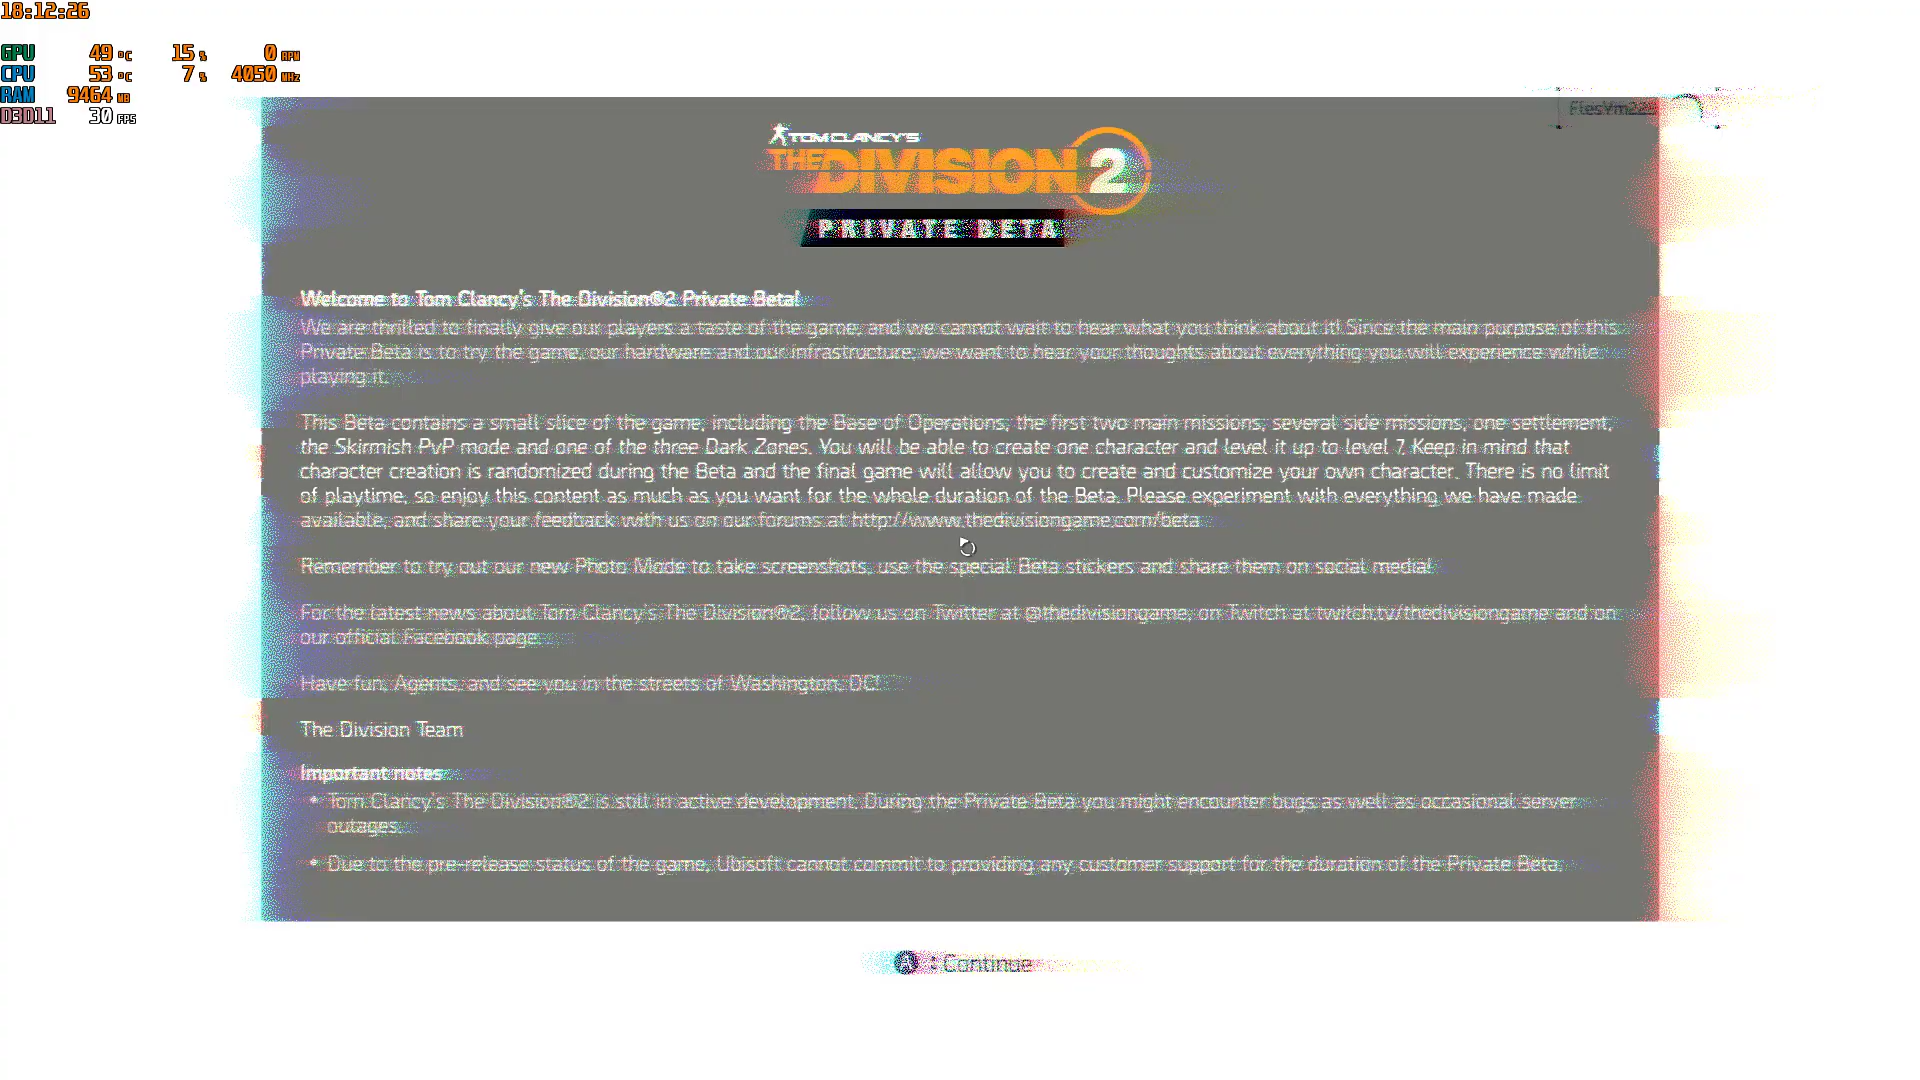 18:12:26
GPU 49 °C 15 % 0 RPM
CPU 53 °C 7 % 4050 MHz
RAM 9464 MB
D3D11 30 FPS
TOM CLANCY'S
THE DIVISION 2
PRIVATE BETA
Welcome to Tom Clancy's The Division®2 Private Beta!
We are thrilled to finally give our players a taste of the game, and we cannot wait to hear what you think about it! Since the main purpose of this
Private Beta is to try the game, our hardware and our infrastructure, we want to hear your thoughts about everything you will experience while
playing it.
This Beta contains a small slice of the game, including the Base of Operations, the first two main missions, several side missions, one settlement,
the Skirmish PvP mode and one of the three Dark Zones. You will be able to create one character and level it up to level 7. Keep in mind that
character creation is randomized during the Beta and the final game will allow you to create and customize your own character. There is no limit
of playtime, so enjoy this content as much as you want for the whole duration of the Beta. Please experiment with everything we have made
available, and share your feedback with us on our forums at http://www.thedivisiongame.com/beta
Remember to try out our new Photo Mode to take screenshots, use the special Beta stickers and share them on social media!
For the latest news about Tom Clancy's The Division®2, follow us on Twitter at @thedivisiongame, on Twitch at twitch.tv/thedivisiongame and on
our official Facebook page.
Have fun, Agents, and see you in the streets of Washington, DC!
The Division Team
Important notes
• Tom Clancy's The Division®2 is still in active development. During the Private Beta you might encounter bugs as well as occasional server
outages.
• Due to the pre-release status of the game, Ubisoft cannot commit to providing any customer support for the duration of the Private Beta.
A : Continue